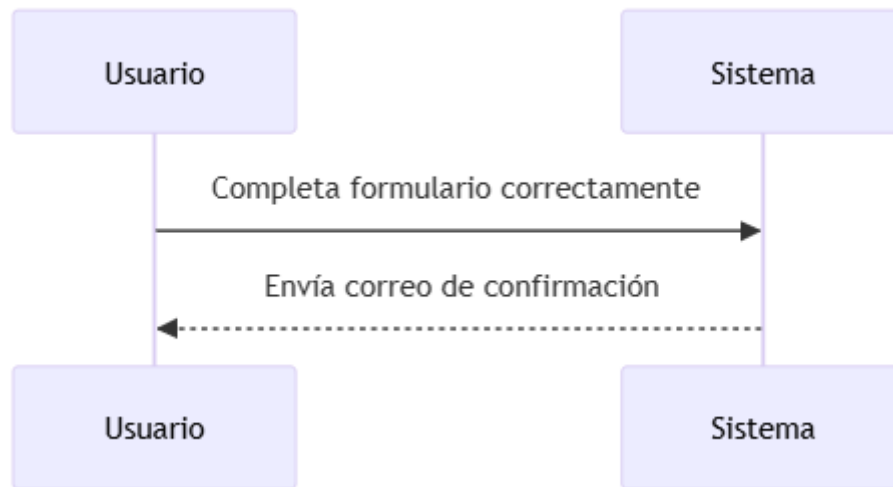 Usuario
Sistema
Completa formulario correctamente
Envía correo de confirmación
Usuario
Sistema